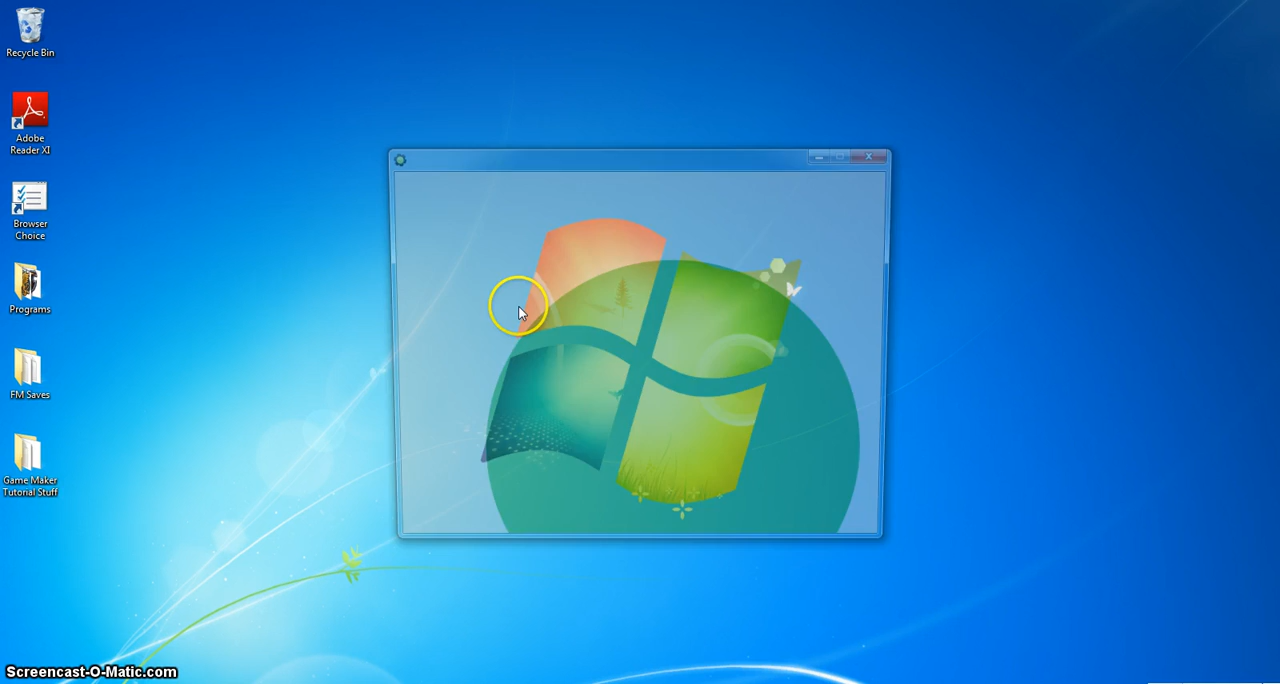 Recycle Bin
Adobe
Reader XI
Browser
Choice
Programs
FM Saves
Game Maker
Tutorial Stuff
Screencast-O-Matic.com